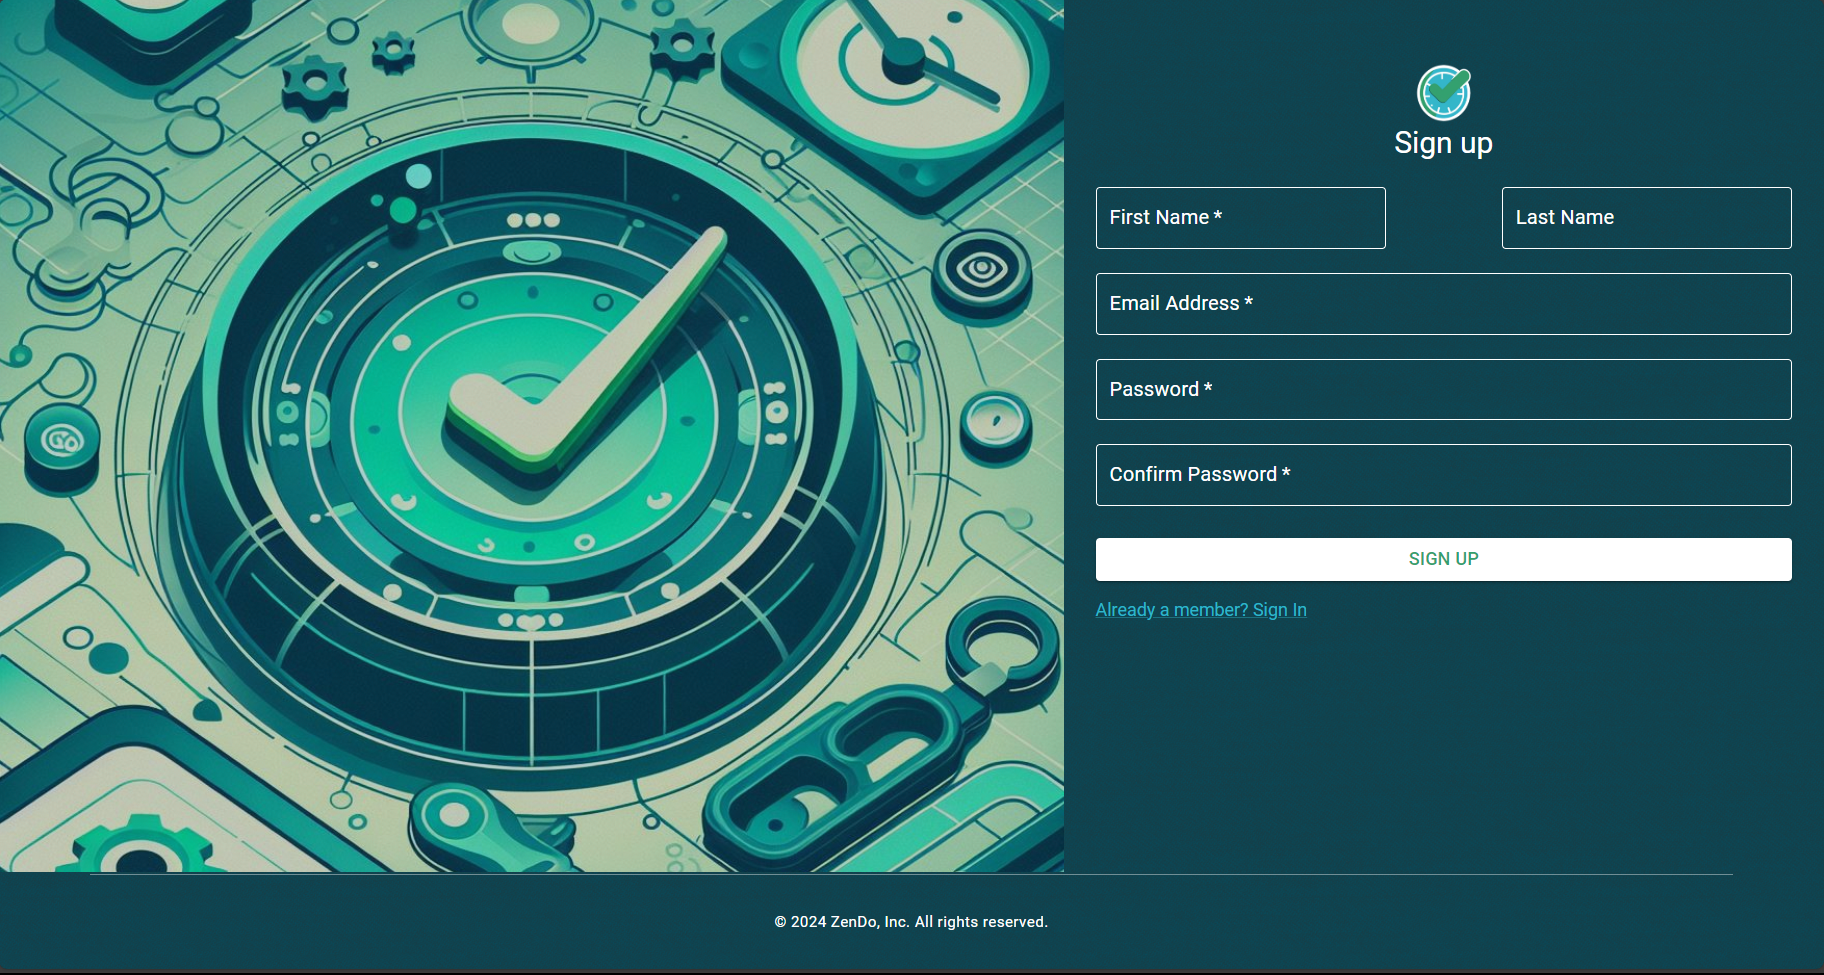 Sign up
First Name *
Last Name
Email Address *
Password *
Confirm Password *
SIGN UP
Already a member? Sign In
© 2024 ZenDo, Inc. All rights reserved.